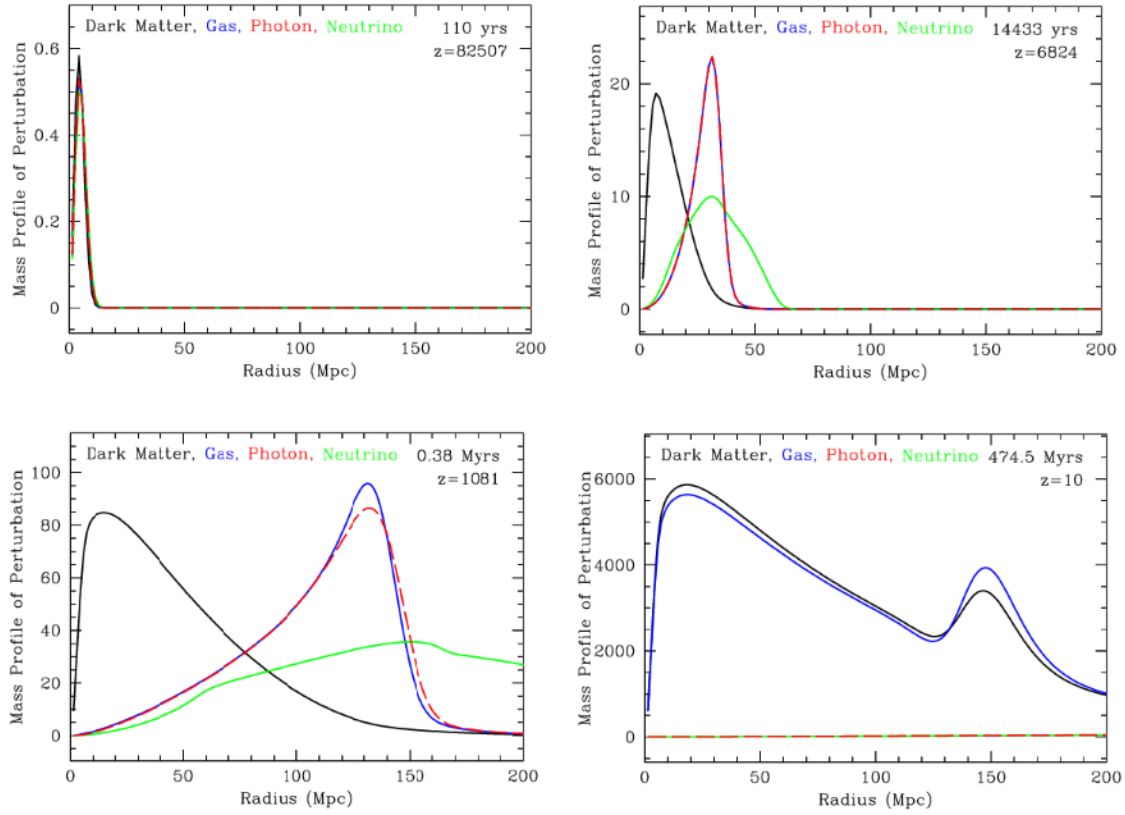 Dark Matter, Gas, Photon, Neutrino 110 yrs
z=82507
0.6
0.4
0.2
0
Mass Profile of Perturbation
0 50 100 150 200
Radius (Mpc)
Dark Matter, Gas, Photon, Neutrino 14433 yrs
z=6824
20
10
0
Mass Profile of Perturbation
0 50 100 150 200
Radius (Mpc)
Dark Matter, Gas, Photon, Neutrino 0.38 Myrs
z=1081
100
80
60
40
20
0
Mass Profile of Perturbation
0 50 100 150 200
Radius (Mpc)
Dark Matter, Gas, Photon, Neutrino 474.5 Myrs
z=10
6000
4000
2000
0
Mass Profile of Perturbation
0 50 100 150 200
Radius (Mpc)